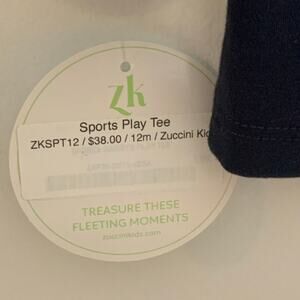 zk
Sports Play Tee
ZKSPT12 / $38.00 / 12m / Zuccini Kid
TREASURE THESE
FLEETING MOMENTS
zuccinikids.com